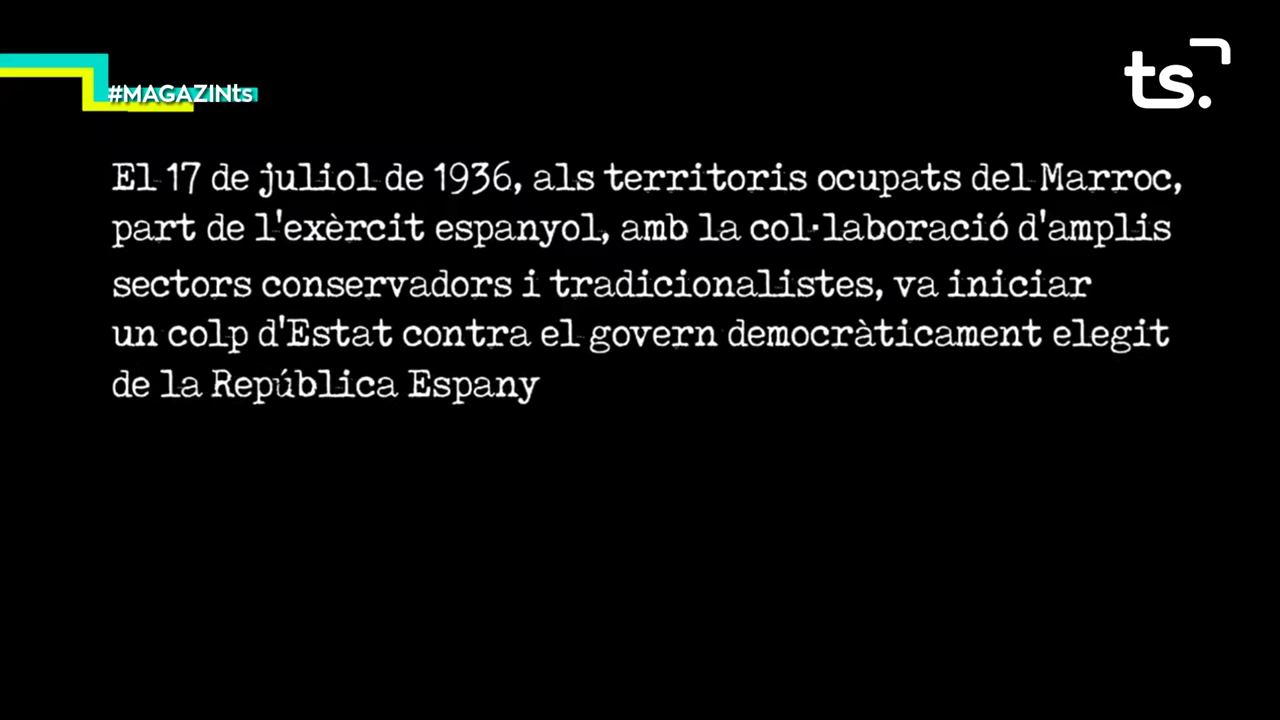 #MAGAZINts
ts.
El 17 de juliol de 1936, als territoris ocupats del Marroc,
part de l'exèrcit espanyol, amb la col·laboració d'amplis
sectors conservadors i tradicionalistes, va iniciar
un colp d'Estat contra el govern democràticament elegit
de la República Espany